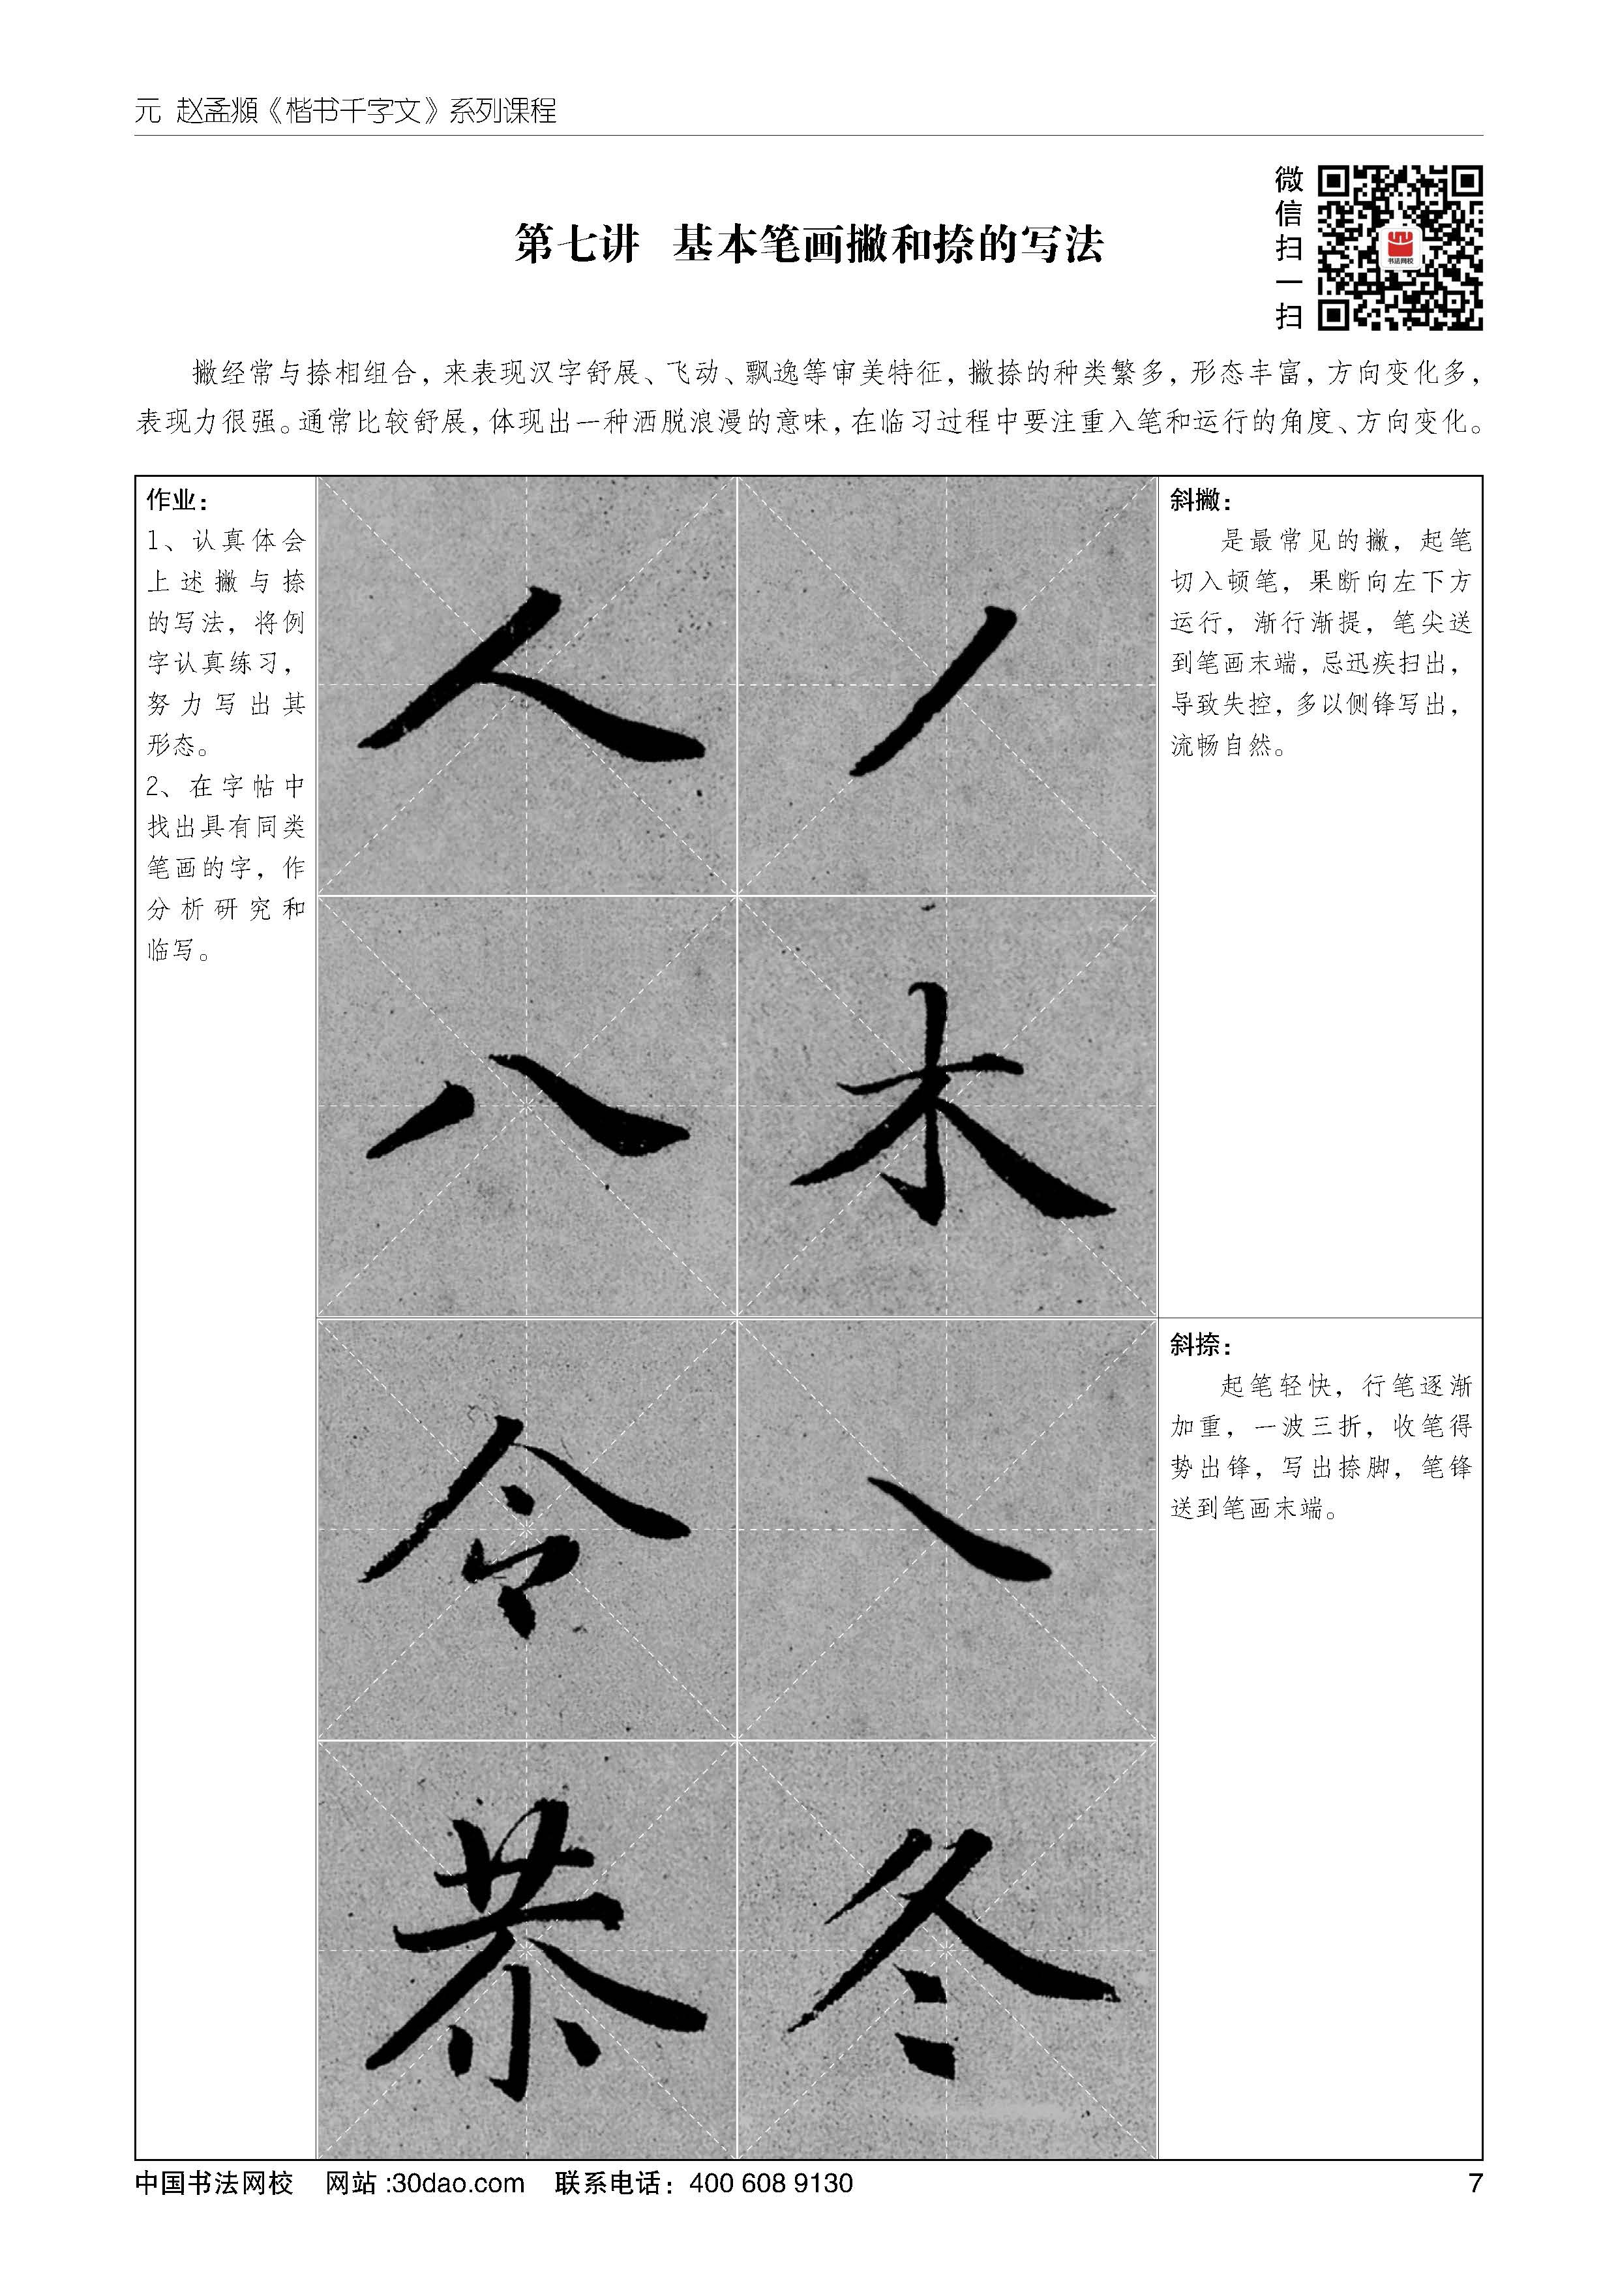 元 赵孟頫《楷书千字文》系列课程
微信扫一扫
书法网校
第七讲 基本笔画撇和捺的写法
撇经常与捺相组合，来表现汉字舒展、飞动、飘逸等审美特征，撇捺的种类繁多，形态丰富，方向变化多，
表现力很强。通常比较舒展，体现出一种洒脱浪漫的意味，在临习过程中要注重入笔和运行的角度、方向变化。
作业：
1、认真体会
上述撇与捺
的写法，将例
字认真练习，
努力写出其
形态。
2、在字帖中
找出具有同类
笔画的字，作
分析研究和
临写。
人
八
木
令
恭
冬
斜撇：
是最常见的撇，起笔
切入顿笔，果断向左下方
运行，渐行渐提，笔尖送
到笔画末端，忌迅疾扫出，
导致失控，多以侧锋写出，
流畅自然。
斜捺：
起笔轻快，行笔逐渐
加重，一波三折，收笔得
势出锋，写出捺脚，笔锋
送到笔画末端。
中国书法网校 网站:30dao.com 联系电话：400 608 9130
7